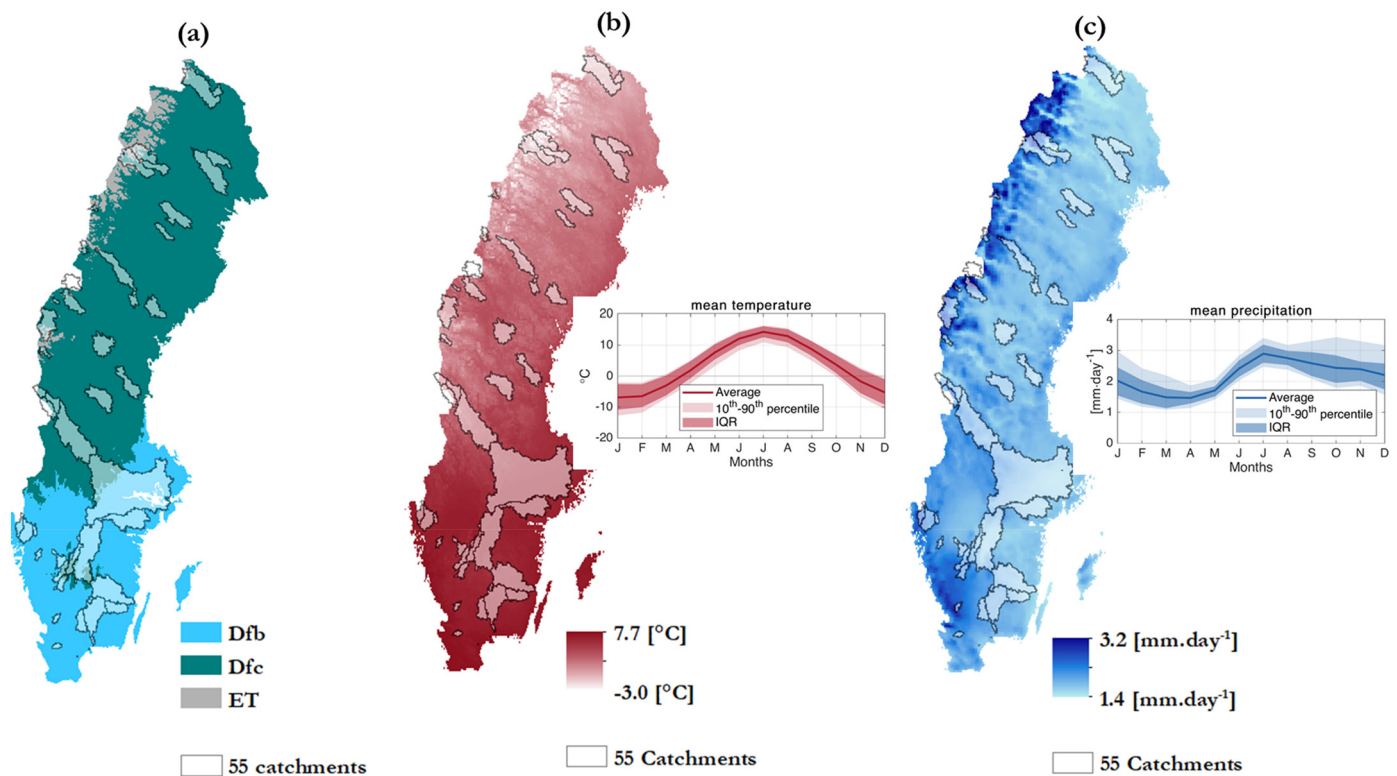 (a)
Dfb
Dfc
ET
55 catchments
(b)
mean temperature
°C
20
10
0
-10
-20
Average
10th-90th percentile
IQR
J F M A M J J A S O N D
Months
7.7 [°C]
-3.0 [°C]
55 Catchments
(c)
mean precipitation
[mm·day-1]
4
3
2
1
0
Average
10th-90th percentile
IQR
J F M A M J J A S O N D
Months
3.2 [mm.day-1]
1.4 [mm.day-1]
55 Catchments